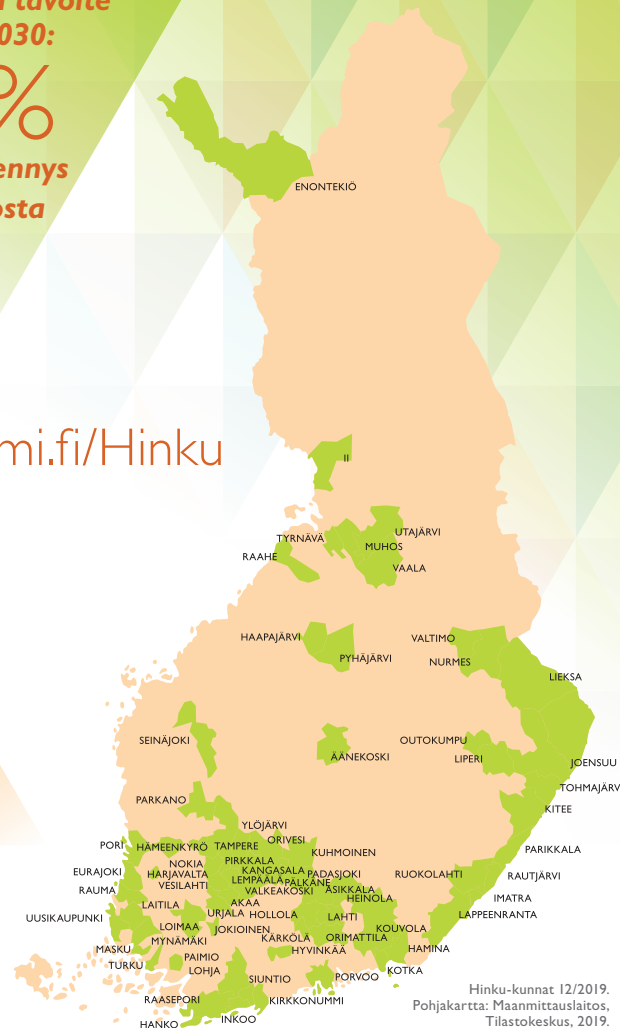 tavoite
030:
%
ennys
osta
ENONTEKIÖ
mi.fi/Hinku
II
UTAJÄRVI
TYRNÄVÄ
MUHOS
RAAHE
VAALA
HAAPAJÄRVI
VALTIMO
PYHÄJÄRVI
NURMES
LIEKSA
SEINÄJOKI
OUTOKUMPU
ÄÄNEKOSKI
LIPERI
JOENSUU
TOHMAJÄRV
PARKANO
KITEE
YLÖJÄRVI
ORIVESI
PORI
HÄMEENKYRÖ
TAMPERE
PARIKKALA
KUHMOINEN
PIRKKALA
NOKIA
EURAJOKI
HARJAVALTA
KANGASALA
PADASJOKI
RUOKOLAHTI
RAUTJÄRVI
LEMPÄÄLÄ
PÄLKÄNE
VESILAHTI
RAUMA
VALKEAKOSKI
ASIKKALA
HEINOLA
IMATRA
LAITILA
AKAA
URJALA
HOLLOLA
LAHTI
LAPPEENRANTA
UUSIKAUPUNKI
LOIMAA
JOKIOINEN
KOUVOLA
KÄRKÖLÄ
ORIMATTILA
MYNÄMÄKI
MASKU
HYVINKÄÄ
HAMINA
PAIMIO
TURKU
LOHJA
KOTKA
SIUNTIO
PORVOO
RAASEPORI
KIRKKONUMMI
INKOO
HANKO
Hinku-kunnat 12/2019.
Pohjakartta: Maanmittauslaitos,
Tilastokeskus, 2019.